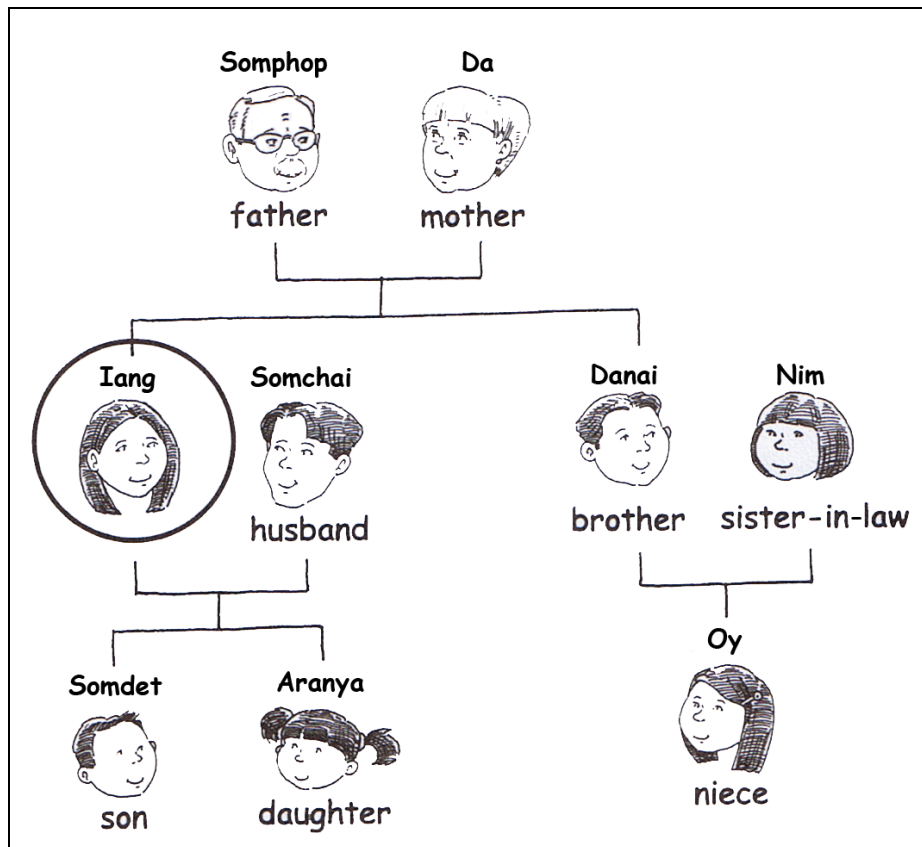 Somphop Da
father mother
Iang Somchai Danai Nim
husband brother sister-in-law
Oy
Somdet Aranya
niece
son daughter